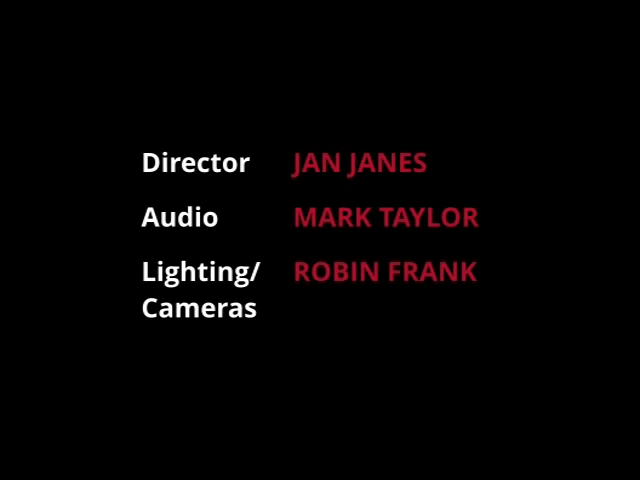 Director JAN JANES
Audio MARK TAYLOR
Lighting/ ROBIN FRANK
Cameras